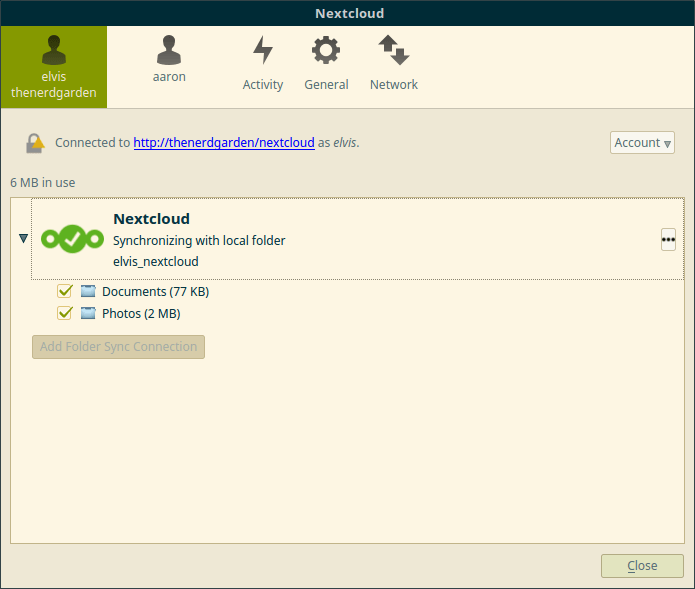 Nextcloud
elvis
thenerdgarden
aaron
Activity
General
Network
Connected to http://thenerdgarden/nextcloud as elvis.
Account
6 MB in use
Nextcloud
Synchronizing with local folder
elvis_nextcloud
Documents (77 KB)
Photos (2 MB)
Add Folder Sync Connection
Close